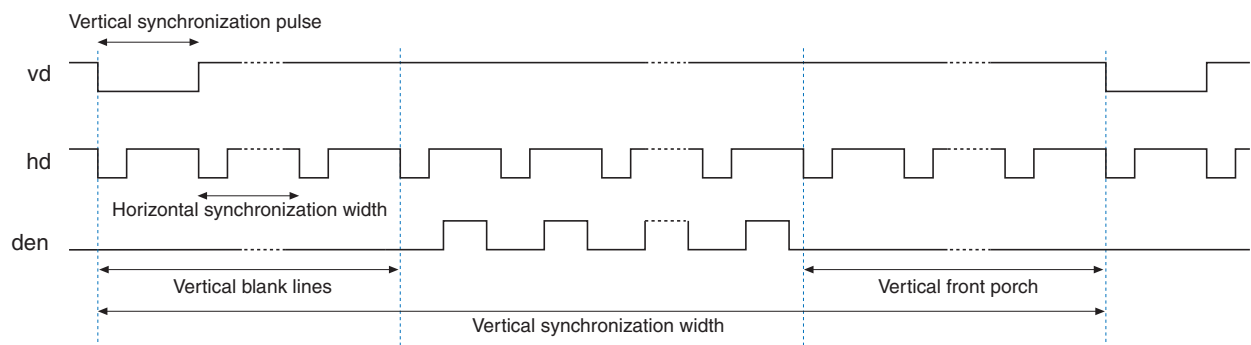 Vertical synchronization pulse
vd
hd
Horizontal synchronization width
den
Vertical blank lines
Vertical front porch
Vertical synchronization width